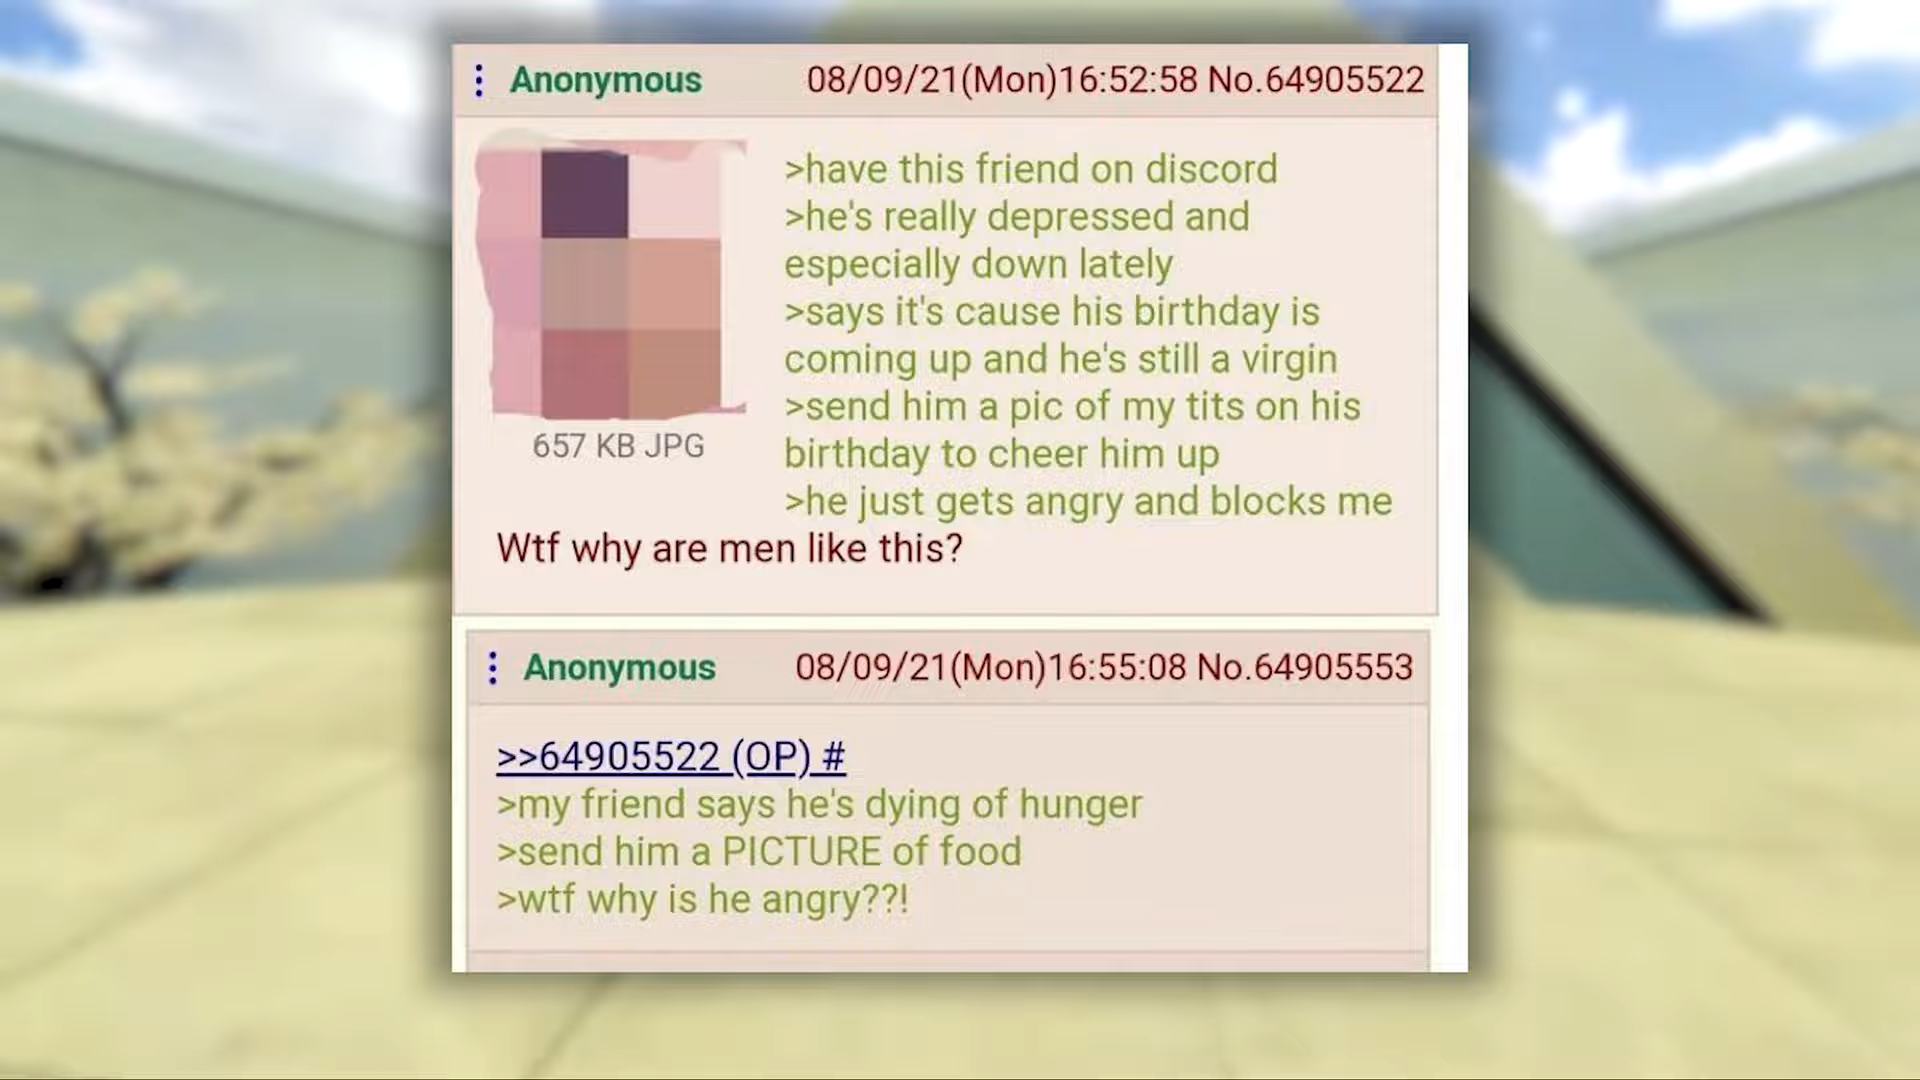 Anonymous 08/09/21(Mon)16:52:58 No.64905522
>have this friend on discord
>he's really depressed and
especially down lately
>says it's cause his birthday is
coming up and he's still a virgin
>send him a pic of my tits on his
birthday to cheer him up
>he just gets angry and blocks me
657 KB JPG
Wtf why are men like this?
Anonymous 08/09/21(Mon)16:55:08 No.64905553
>>64905522 (OP) #
>my friend says he's dying of hunger
>send him a PICTURE of food
>wtf why is he angry??!